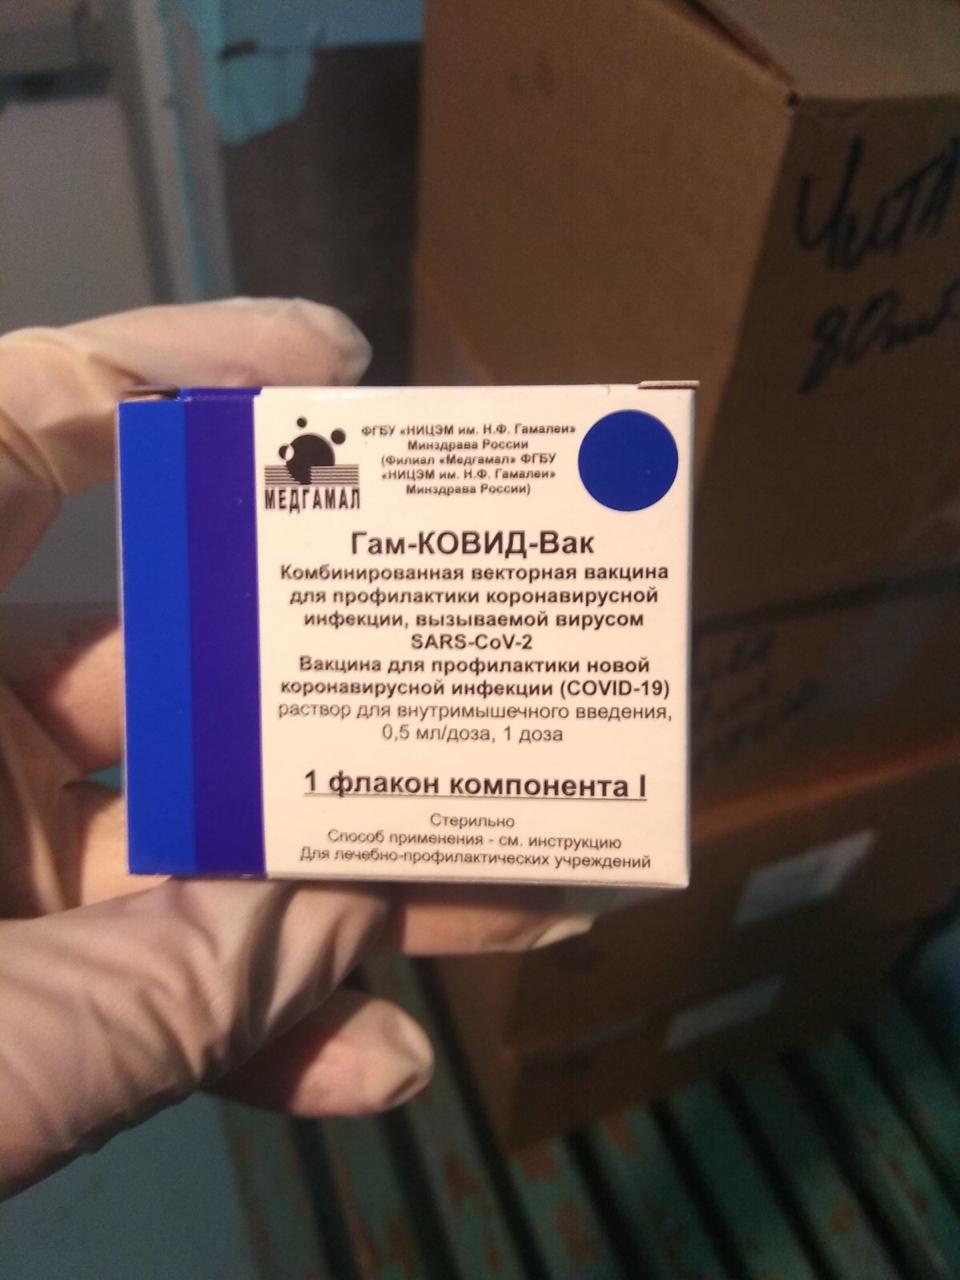 ЧИТА
МЕДГАМАЛ
ФГБУ «НИЦЭМ им. Н.Ф. Гамалеи»
Минздрава России
(Филиал «Медгамал» ФГБУ
«НИЦЭМ им. Н.Ф. Гамалеи»
Минздрава России)
Гам-КОВИД-Вак
Комбинированная векторная вакцина
для профилактики коронавирусной
инфекции, вызываемой вирусом
SARS-CoV-2
Вакцина для профилактики новой
коронавирусной инфекции (COVID-19)
раствор для внутримышечного введения,
0,5 мл/доза, 1 доза
1 флакон компонента I
Стерильно
Способ применения - см. инструкцию
Для лечебно-профилактических учреждений